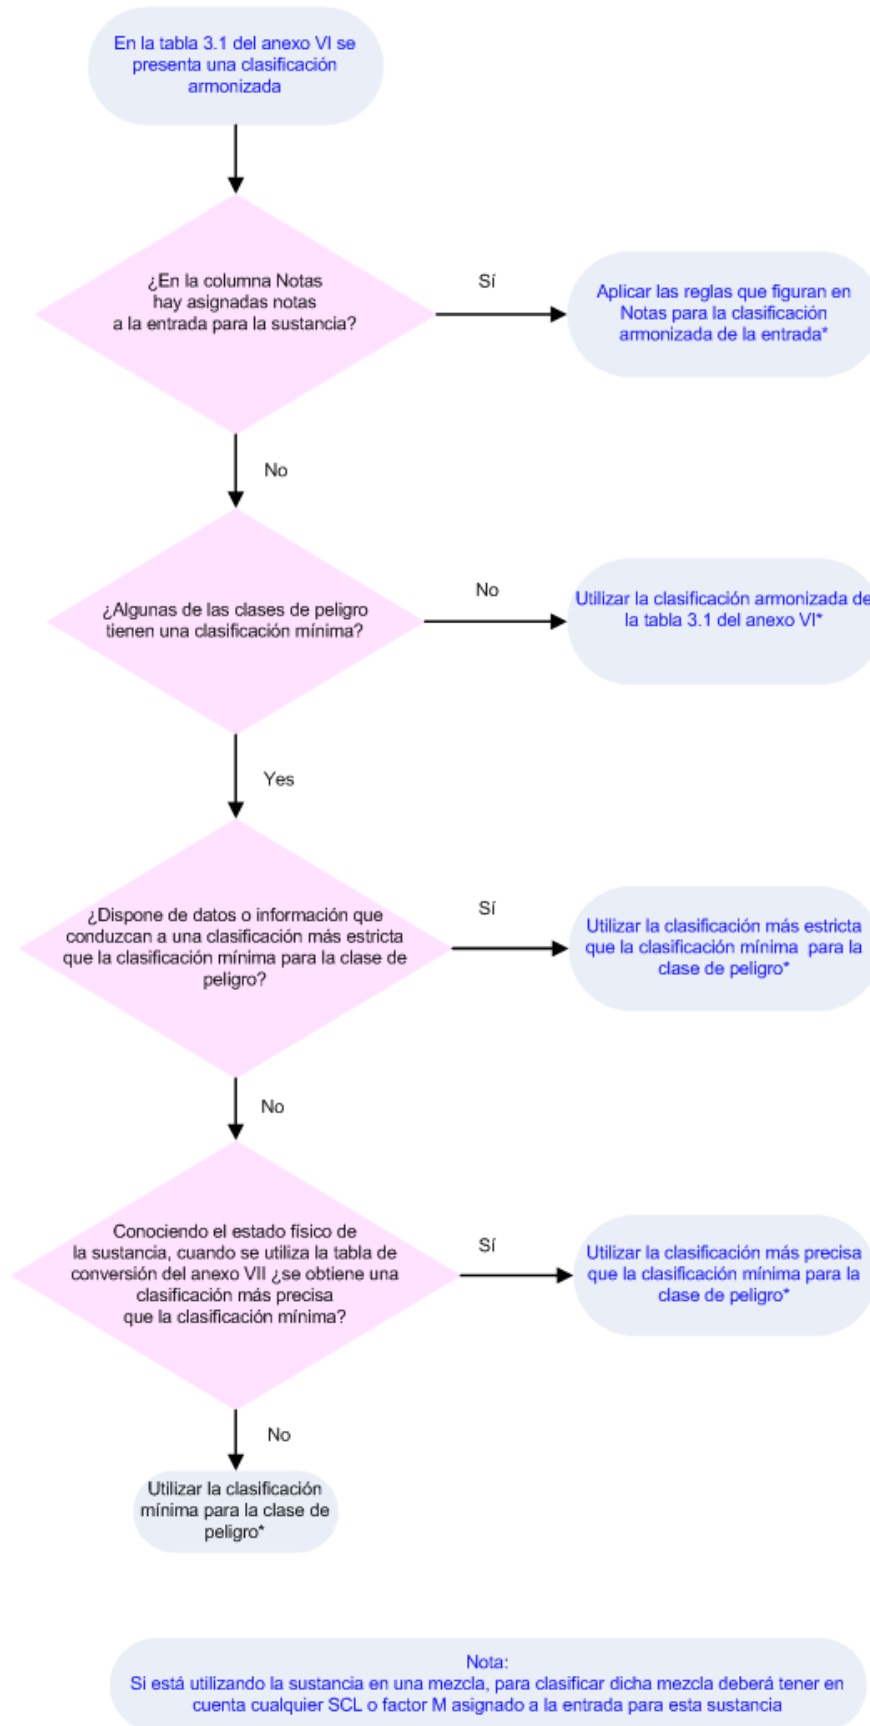 En la tabla 3.1 del anexo VI se
presenta una clasificación
armonizada
¿En la columna Notas
hay asignadas notas
a la entrada para la sustancia?
Sí
Aplicar las reglas que figuran en
Notas para la clasificación
armonizada de la entrada*
No
¿Algunas de las clases de peligro
tienen una clasificación mínima?
No
Utilizar la clasificación armonizada de
la tabla 3.1 del anexo VI*
Yes
¿Dispone de datos o información que
conduzcan a una clasificación más estricta
que la clasificación mínima para la clase de
peligro?
Sí
Utilizar la clasificación más estricta
que la clasificación mínima para la
clase de peligro*
No
Conociendo el estado físico de
la sustancia, cuando se utiliza la tabla de
conversión del anexo VII ¿se obtiene una
clasificación más precisa
que la clasificación mínima?
Sí
Utilizar la clasificación más precisa
que la clasificación mínima para la
clase de peligro*
No
Utilizar la clasificación
mínima para la clase de
peligro*
Nota:
Si está utilizando la sustancia en una mezcla, para clasificar dicha mezcla deberá tener en
cuenta cualquier SCL o factor M asignado a la entrada para esta sustancia